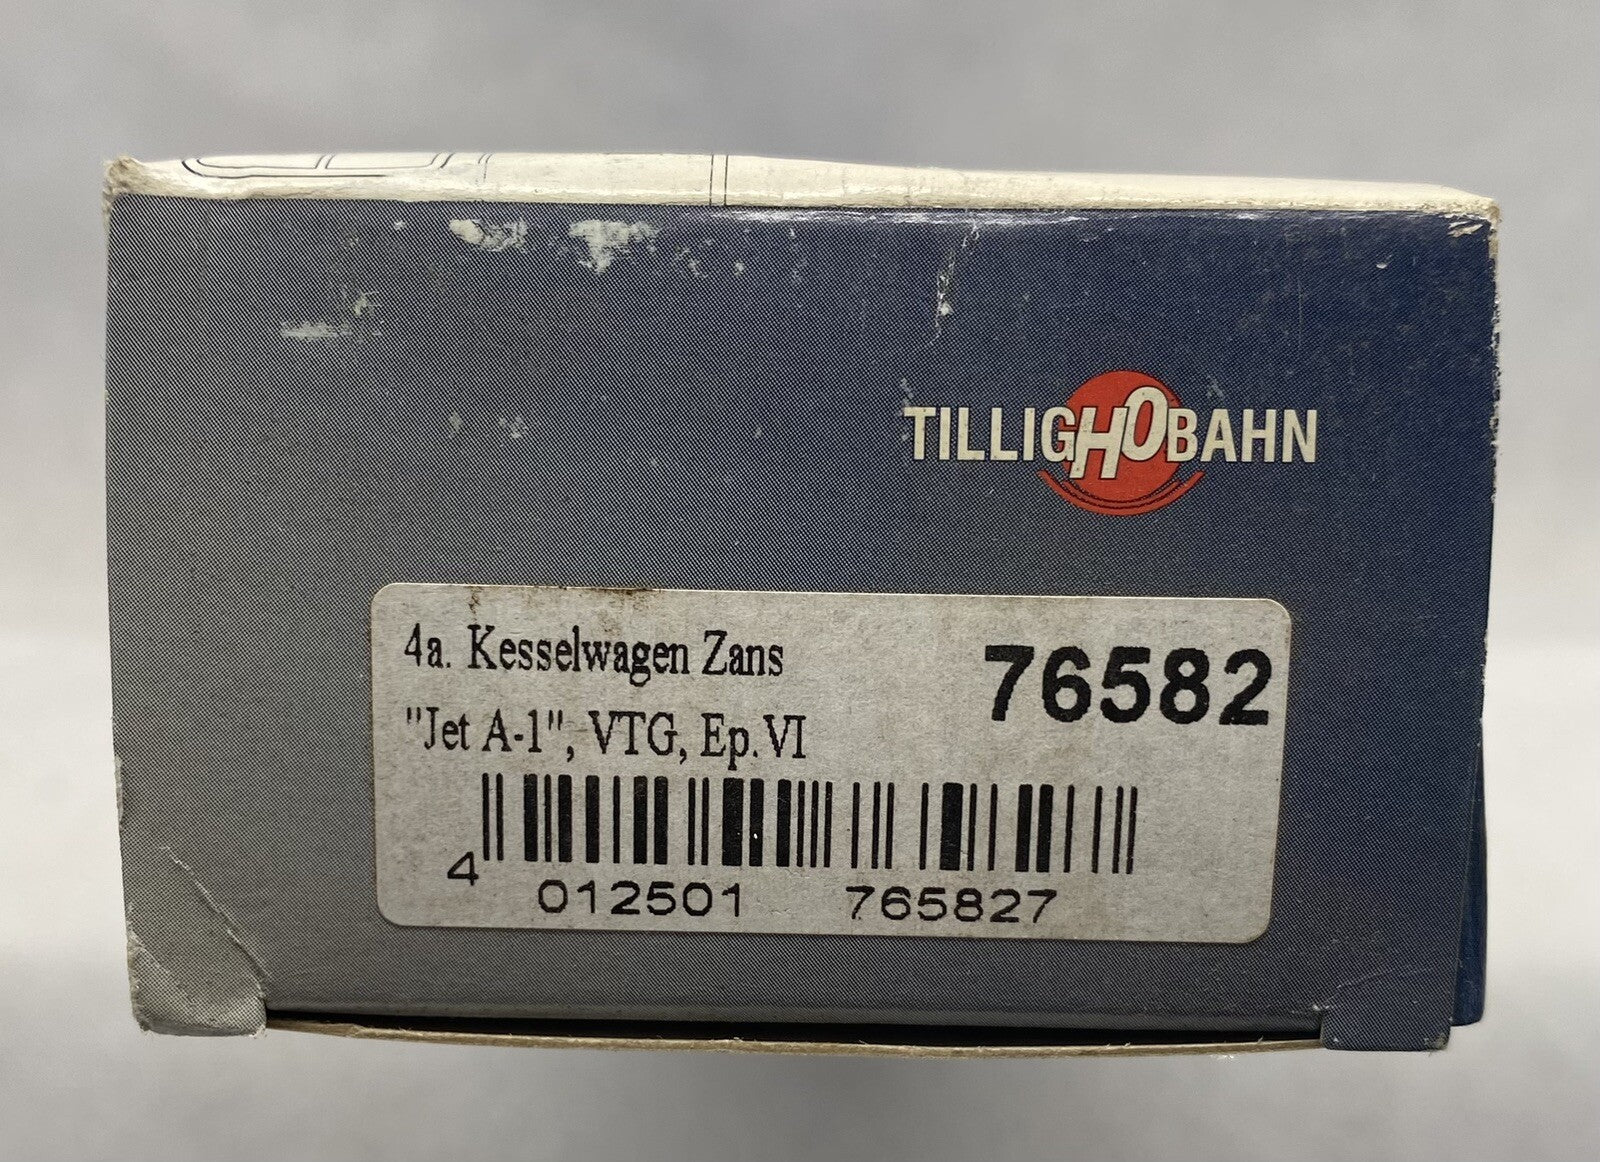 TILLIGH0BAHN
4a. Kesselwagen Zans
"Jet A-1", VTG, Ep.VI
76582
4 012501 765827